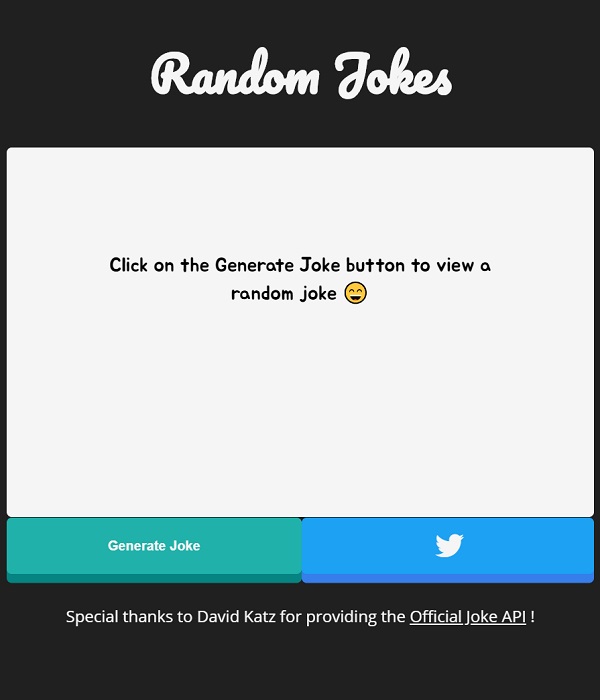 Random Jokes
Click on the Generate Joke button to view a
random joke 😄
Generate Joke
Special thanks to David Katz for providing the Official Joke API !